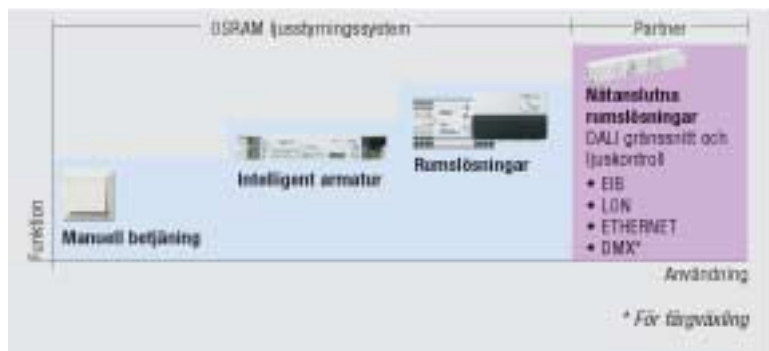 OSRAM ljusstyrningssystem
Partner
Nätanslutna
rumslösningar
DALI gränssnitt och
ljuskontroll
• EIB
• LON
• ETHERNET
• DMX*
Rumslösningar
Intelligent armatur
Manuell betjäning
Funktion
Användning
* För färgväxling